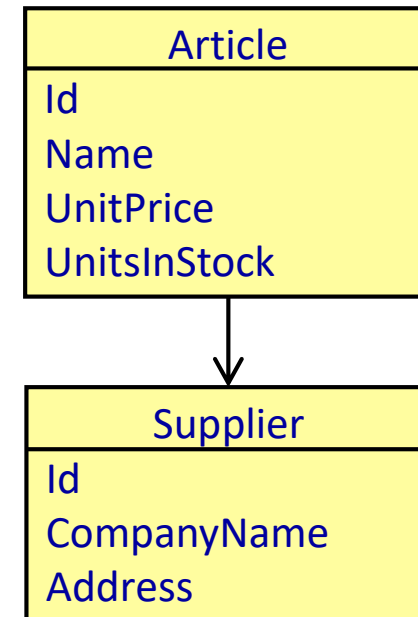 Article
Id
Name
UnitPrice
UnitsInStock
Supplier
Id
CompanyName
Address